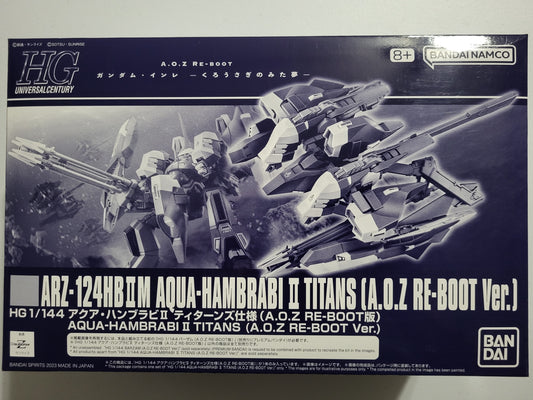 ©創通・サンライズ ©SOTSU・SUNRISE
HG
UNIVERSAL CENTURY
A.O.Z RE-BOOT
ガンダム・インレ ―くろうさぎのみた夢―
8+
BANDAI NAMCO
ARZ-124HBⅡM AQUA-HAMBRABI Ⅱ TITANS (A.O.Z RE-BOOT Ver.)
HG 1/144 アクア・ハンブラビⅡ ティターンズ仕様 (A.O.Z RE-BOOT版)
AQUA-HAMBRABI Ⅱ TITANS (A.O.Z RE-BOOT Ver.)
BANDAI
BANDAI SPIRITS 2023 MADE IN JAPAN